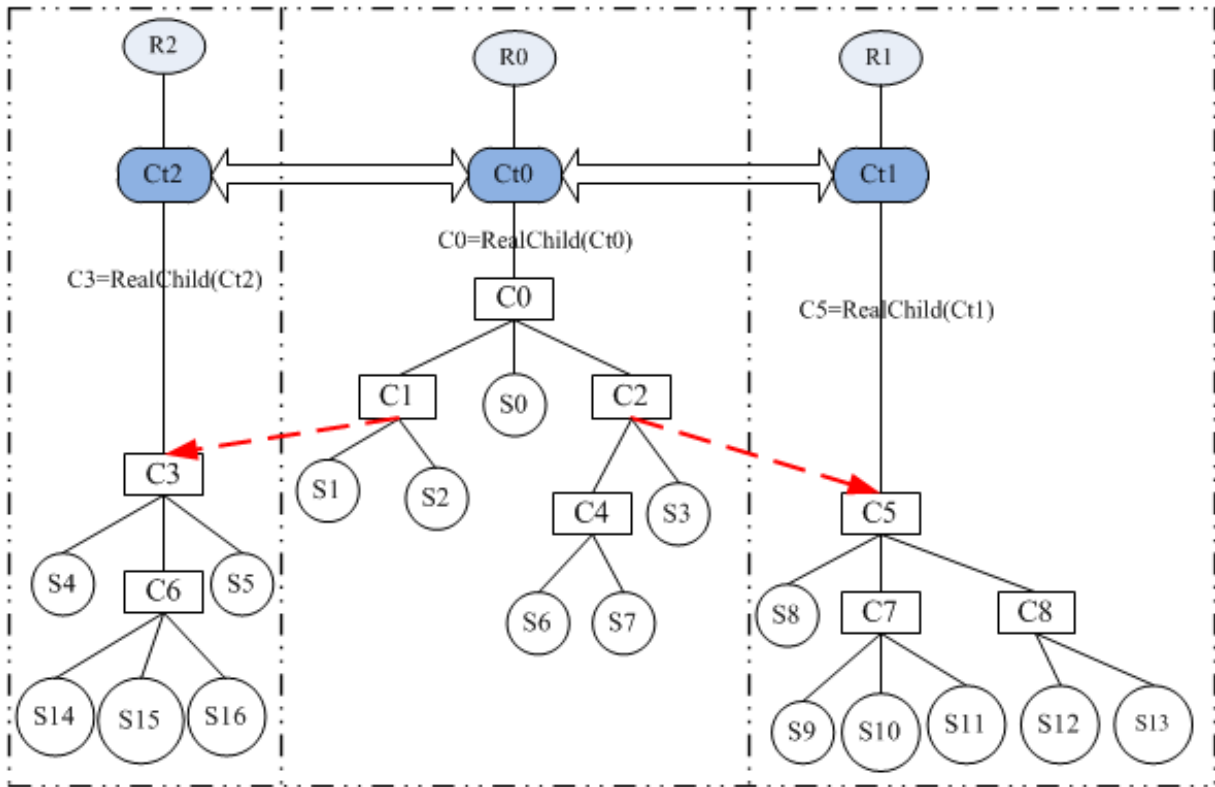 R2
R0
R1
Ct2
Ct0
Ct1
C0=RealChild(Ct0)
C3=RealChild(Ct2)
C0
C5=RealChild(Ct1)
C1
S0
C2
C3
S1
S2
C4
S3
C5
S4
C6
S5
S6
S7
S8
C7
C8
S14
S15
S16
S9
S10
S11
S12
S13